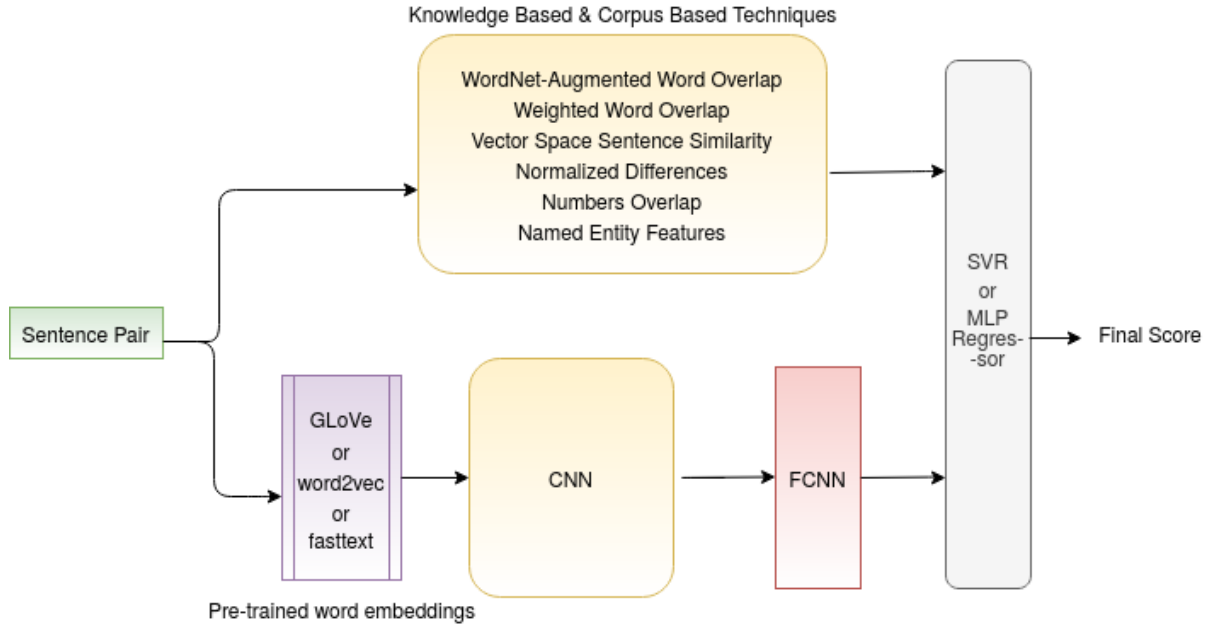 Knowledge Based & Corpus Based Techniques
WordNet-Augmented Word Overlap
Weighted Word Overlap
Vector Space Sentence Similarity
Normalized Differences
Numbers Overlap
Named Entity Features
Sentence Pair
GLoVe
or
word2vec
or
fasttext
Pre-trained word embeddings
CNN
FCNN
SVR
or
MLP
Regres-
-sor
Final Score